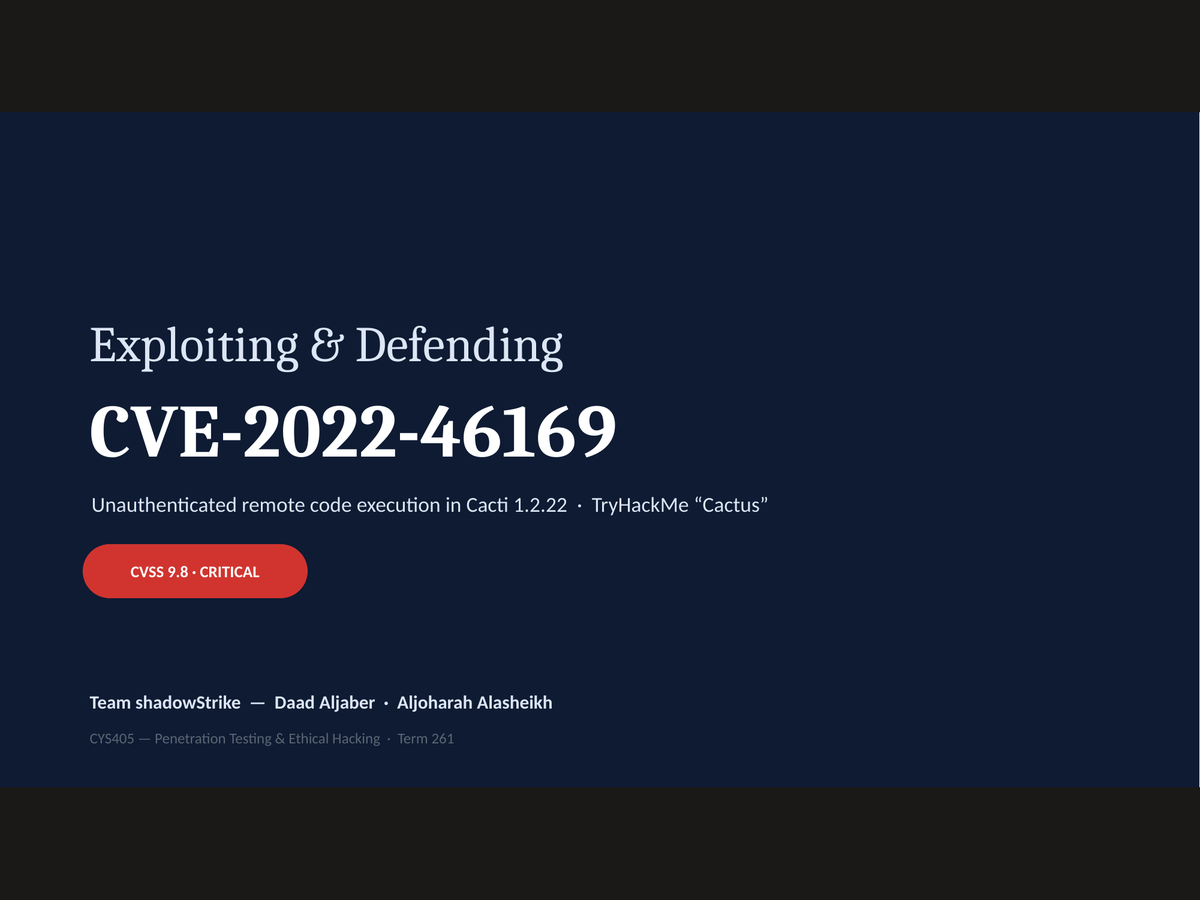 Exploiting & Defending
CVE-2022-46169
Unauthenticated remote code execution in Cacti 1.2.22 · TryHackMe “Cactus”
CVSS 9.8 · CRITICAL
Team shadowStrike — Daad Aljaber · Aljoharah Alasheikh
CYS405 — Penetration Testing & Ethical Hacking · Term 261